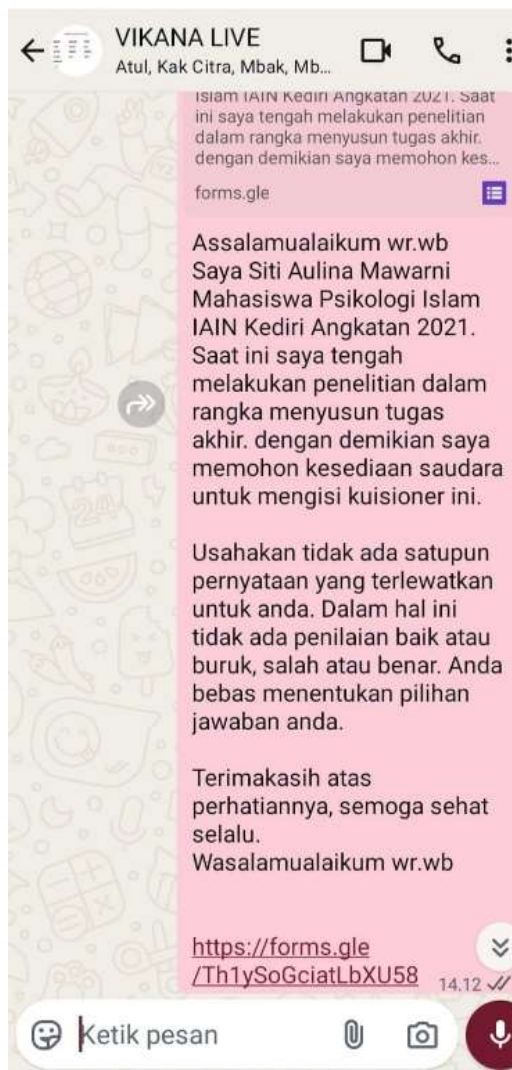 VIKANA LIVE
Atul, Kak Citra, Mbak, Mb...
Islam IAIN Kediri Angkatan 2021. Saat
ini saya tengah melakukan penelitian
dalam rangka menyusun tugas akhir.
dengan demikian saya memohon kes...
forms.gle
Assalamualaikum wr.wb
Saya Siti Aulina Mawarni
Mahasiswa Psikologi Islam
IAIN Kediri Angkatan 2021.
Saat ini saya tengah
melakukan penelitian dalam
rangka menyusun tugas
akhir. dengan demikian saya
memohon kesediaan saudara
untuk mengisi kuisioner ini.
Usahakan tidak ada satupun
pernyataan yang terlewatkan
untuk anda. Dalam hal ini
tidak ada penilaian baik atau
buruk, salah atau benar. Anda
bebas menentukan pilihan
jawaban anda.
Terimakasih atas
perhatiannya, semoga sehat
selalu.
Wasalamualaikum wr.wb
https://forms.gle
/Th1ySoGciatLbXU58 14.12
Ketik pesan